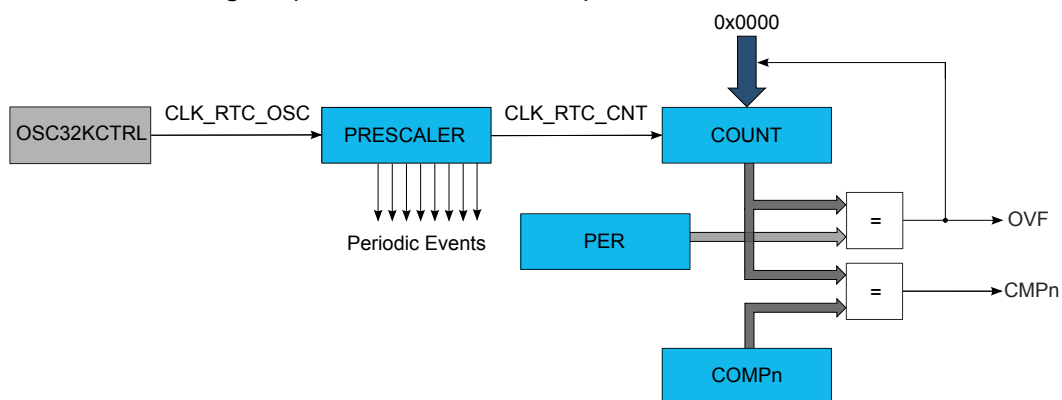 0x0000
OSC32KCTRL
CLK_RTC_OSC
PRESCALER
CLK_RTC_CNT
COUNT
Periodic Events
PER
=
OVF
=
CMPn
COMPn